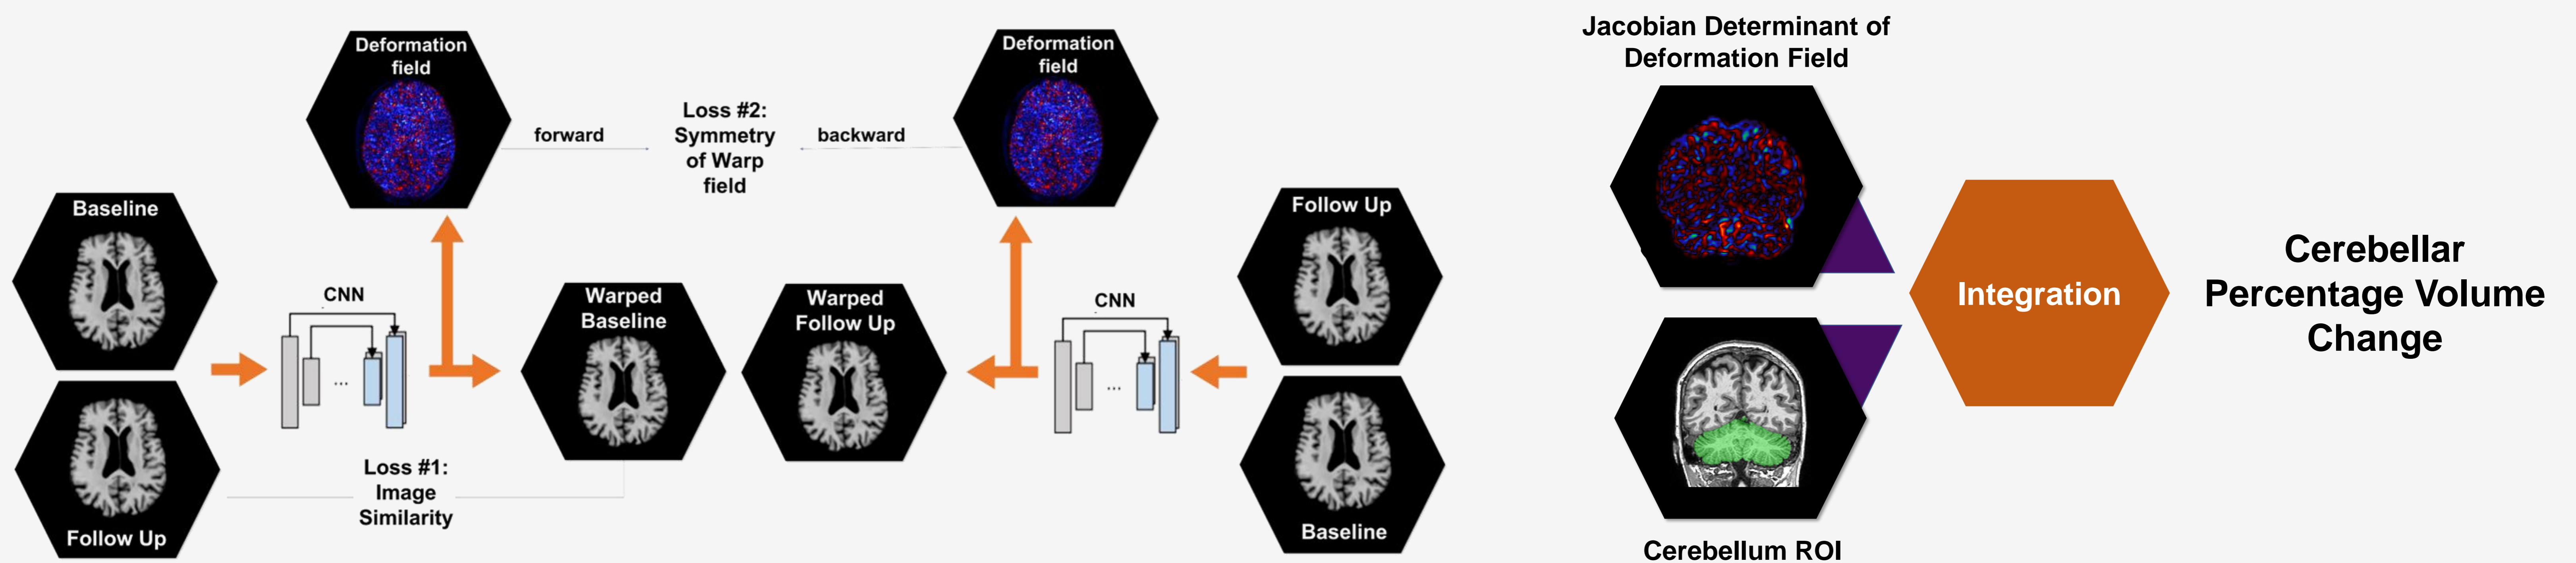 Baseline
Follow Up
CNN
...
Deformation
field
forward
Loss #2:
Symmetry
of Warp
field
backward
Deformation
field
Warped
Baseline
Warped
Follow Up
Loss #1:
Image
Similarity
CNN
...
Follow Up
Baseline
Jacobian Determinant of
Deformation Field
Cerebellum ROI
Integration
Cerebellar
Percentage Volume
Change